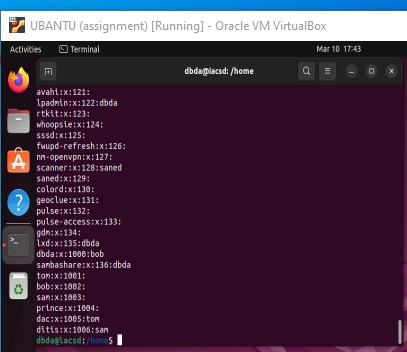 UBANTU (assignment) [Running] - Oracle VM VirtualBox
Activities Terminal Mar 10 17:43
dbda@iacsd: /home
avahi:x:121:
lpadmin:x:122:dbda
rtkit:x:123:
whoopsie:x:124:
sssd:x:125:
fwupd-refresh:x:126:
nm-openvpn:x:127:
scanner:x:128:saned
saned:x:129:
colord:x:130:
geoclue:x:131:
pulse:x:132:
pulse-access:x:133:
gdm:x:134:
lxd:x:135:dbda
dbda:x:1000:bob
sambashare:x:136:dbda
tom:x:1001:
bob:x:1002:
sam:x:1003:
prince:x:1004:
dac:x:1005:tom
ditis:x:1006:sam
dbda@iacsd:/home$